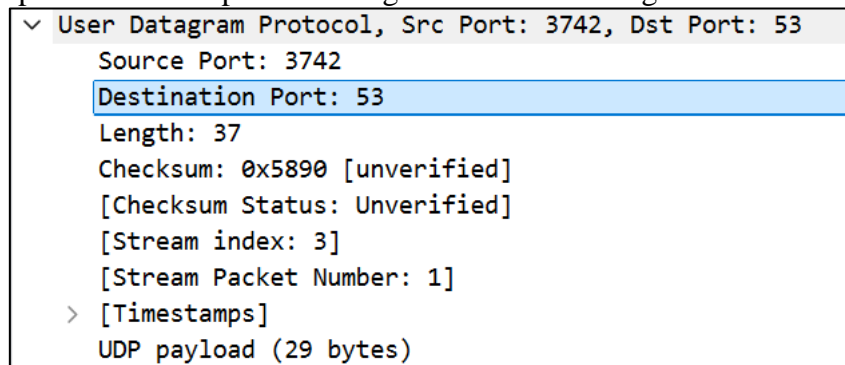 User Datagram Protocol, Src Port: 3742, Dst Port: 53
Source Port: 3742
Destination Port: 53
Length: 37
Checksum: 0x5890 [unverified]
[Checksum Status: Unverified]
[Stream index: 3]
[Stream Packet Number: 1]
[Timestamps]
UDP payload (29 bytes)